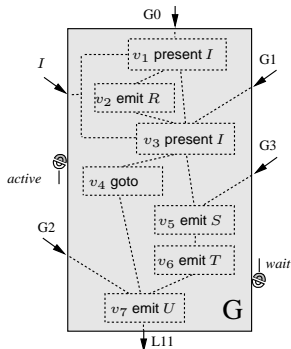 G0
v1 present I
I
G1
v2 emit R
v3 present I
G3
active
v4 goto
v5 emit S
G2
wait
v6 emit T
v7 emit U
G
L11